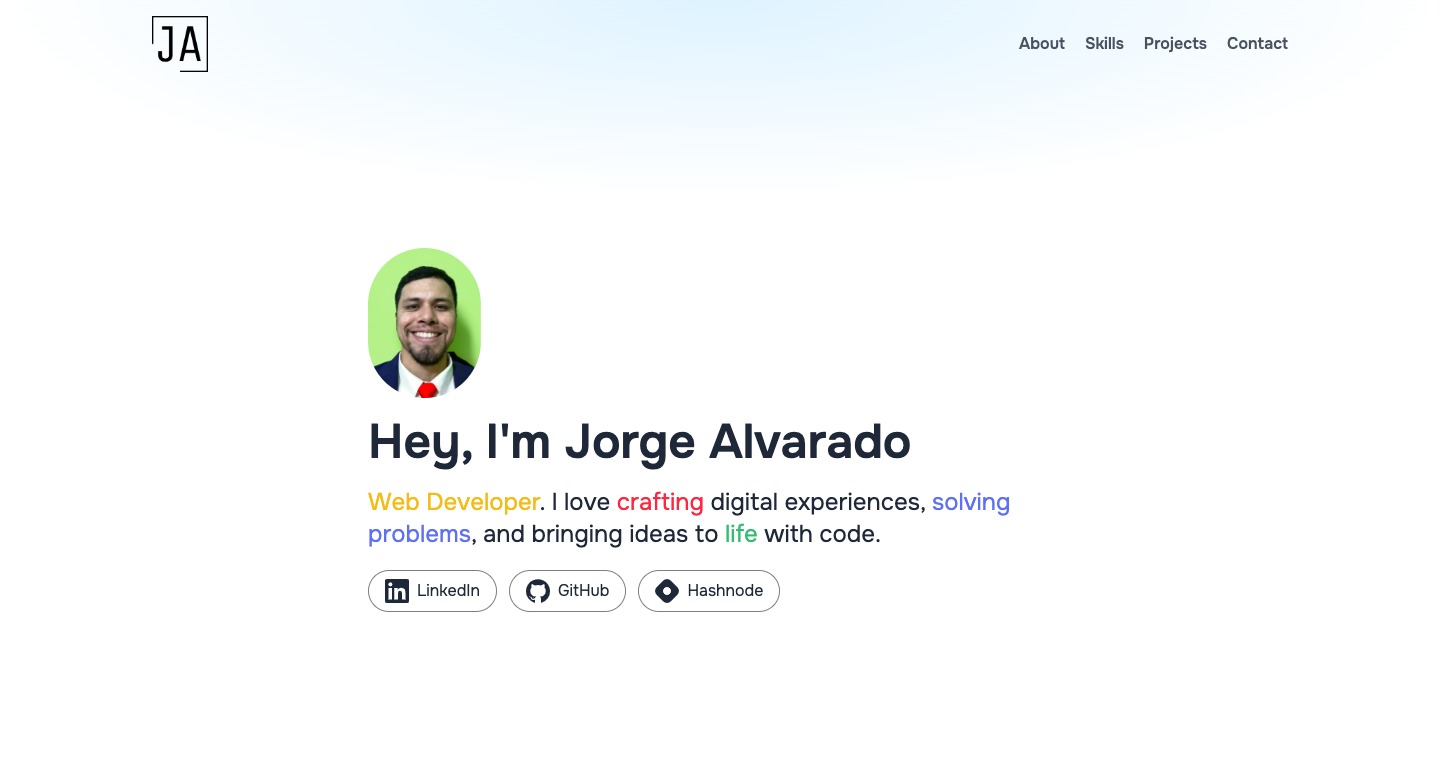 JA
About Skills Projects Contact
Hey, I'm Jorge Alvarado
Web Developer. I love crafting digital experiences, solving
problems, and bringing ideas to life with code.
LinkedIn GitHub Hashnode